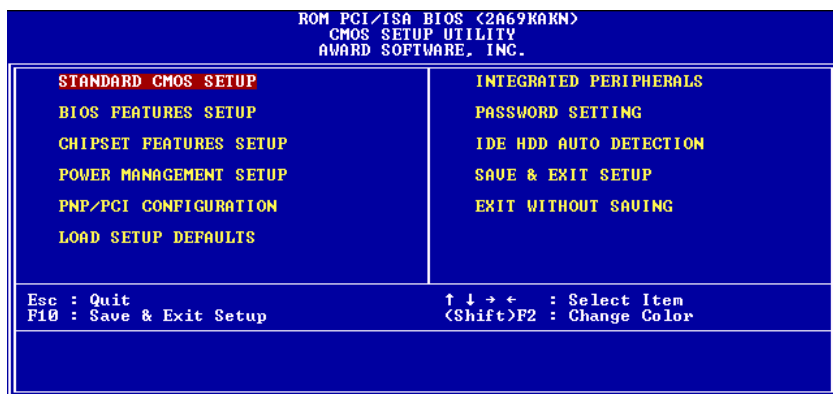 ROM PCI/ISA BIOS (2A69KAKN)
CMOS SETUP UTILITY
AWARD SOFTWARE, INC.
STANDARD CMOS SETUP
BIOS FEATURES SETUP
CHIPSET FEATURES SETUP
POWER MANAGEMENT SETUP
PNP/PCI CONFIGURATION
LOAD SETUP DEFAULTS
INTEGRATED PERIPHERALS
PASSWORD SETTING
IDE HDD AUTO DETECTION
SAVE & EXIT SETUP
EXIT WITHOUT SAVING
Esc : Quit
F10 : Save & Exit Setup
↑ ↓ → ← : Select Item
(Shift)F2 : Change Color